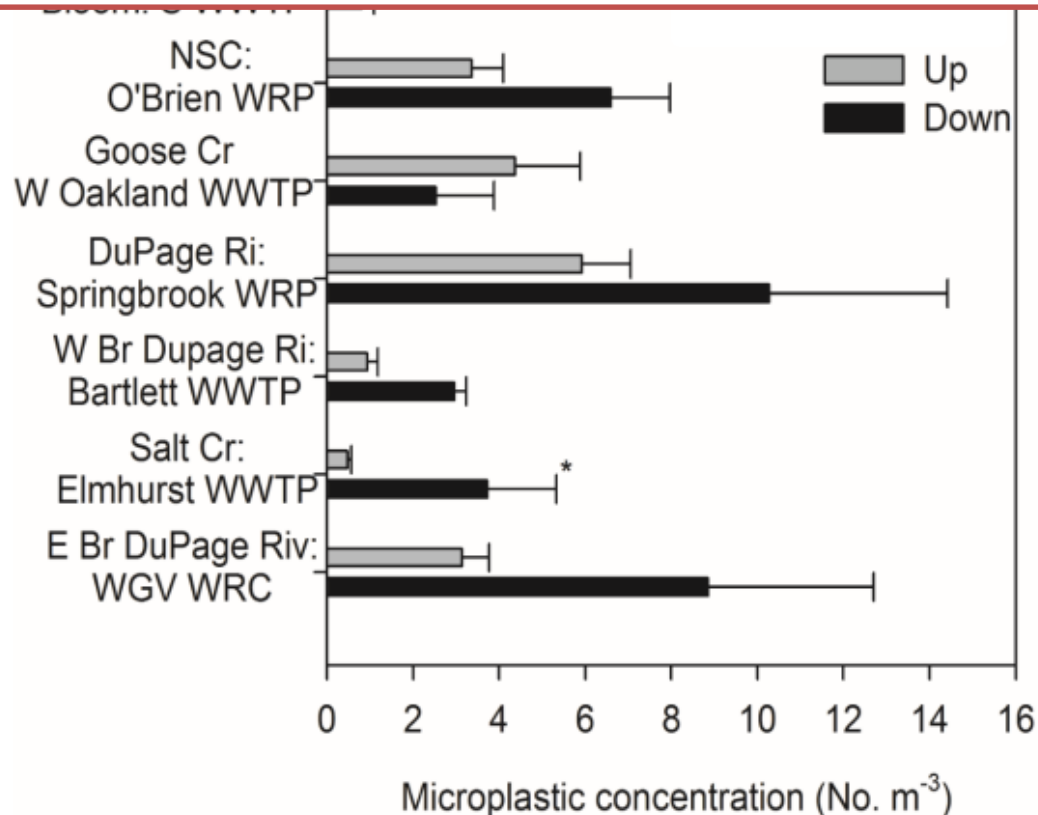 NSC:
O'Brien WRP
Goose Cr
W Oakland WWTP
DuPage Ri:
Springbrook WRP
W Br Dupage Ri:
Bartlett WWTP
Salt Cr:
Elmhurst WWTP
*
E Br DuPage Riv:
WGV WRC
Up
Down
0 2 4 6 8 10 12 14 16
Microplastic concentration (No. m⁻³)